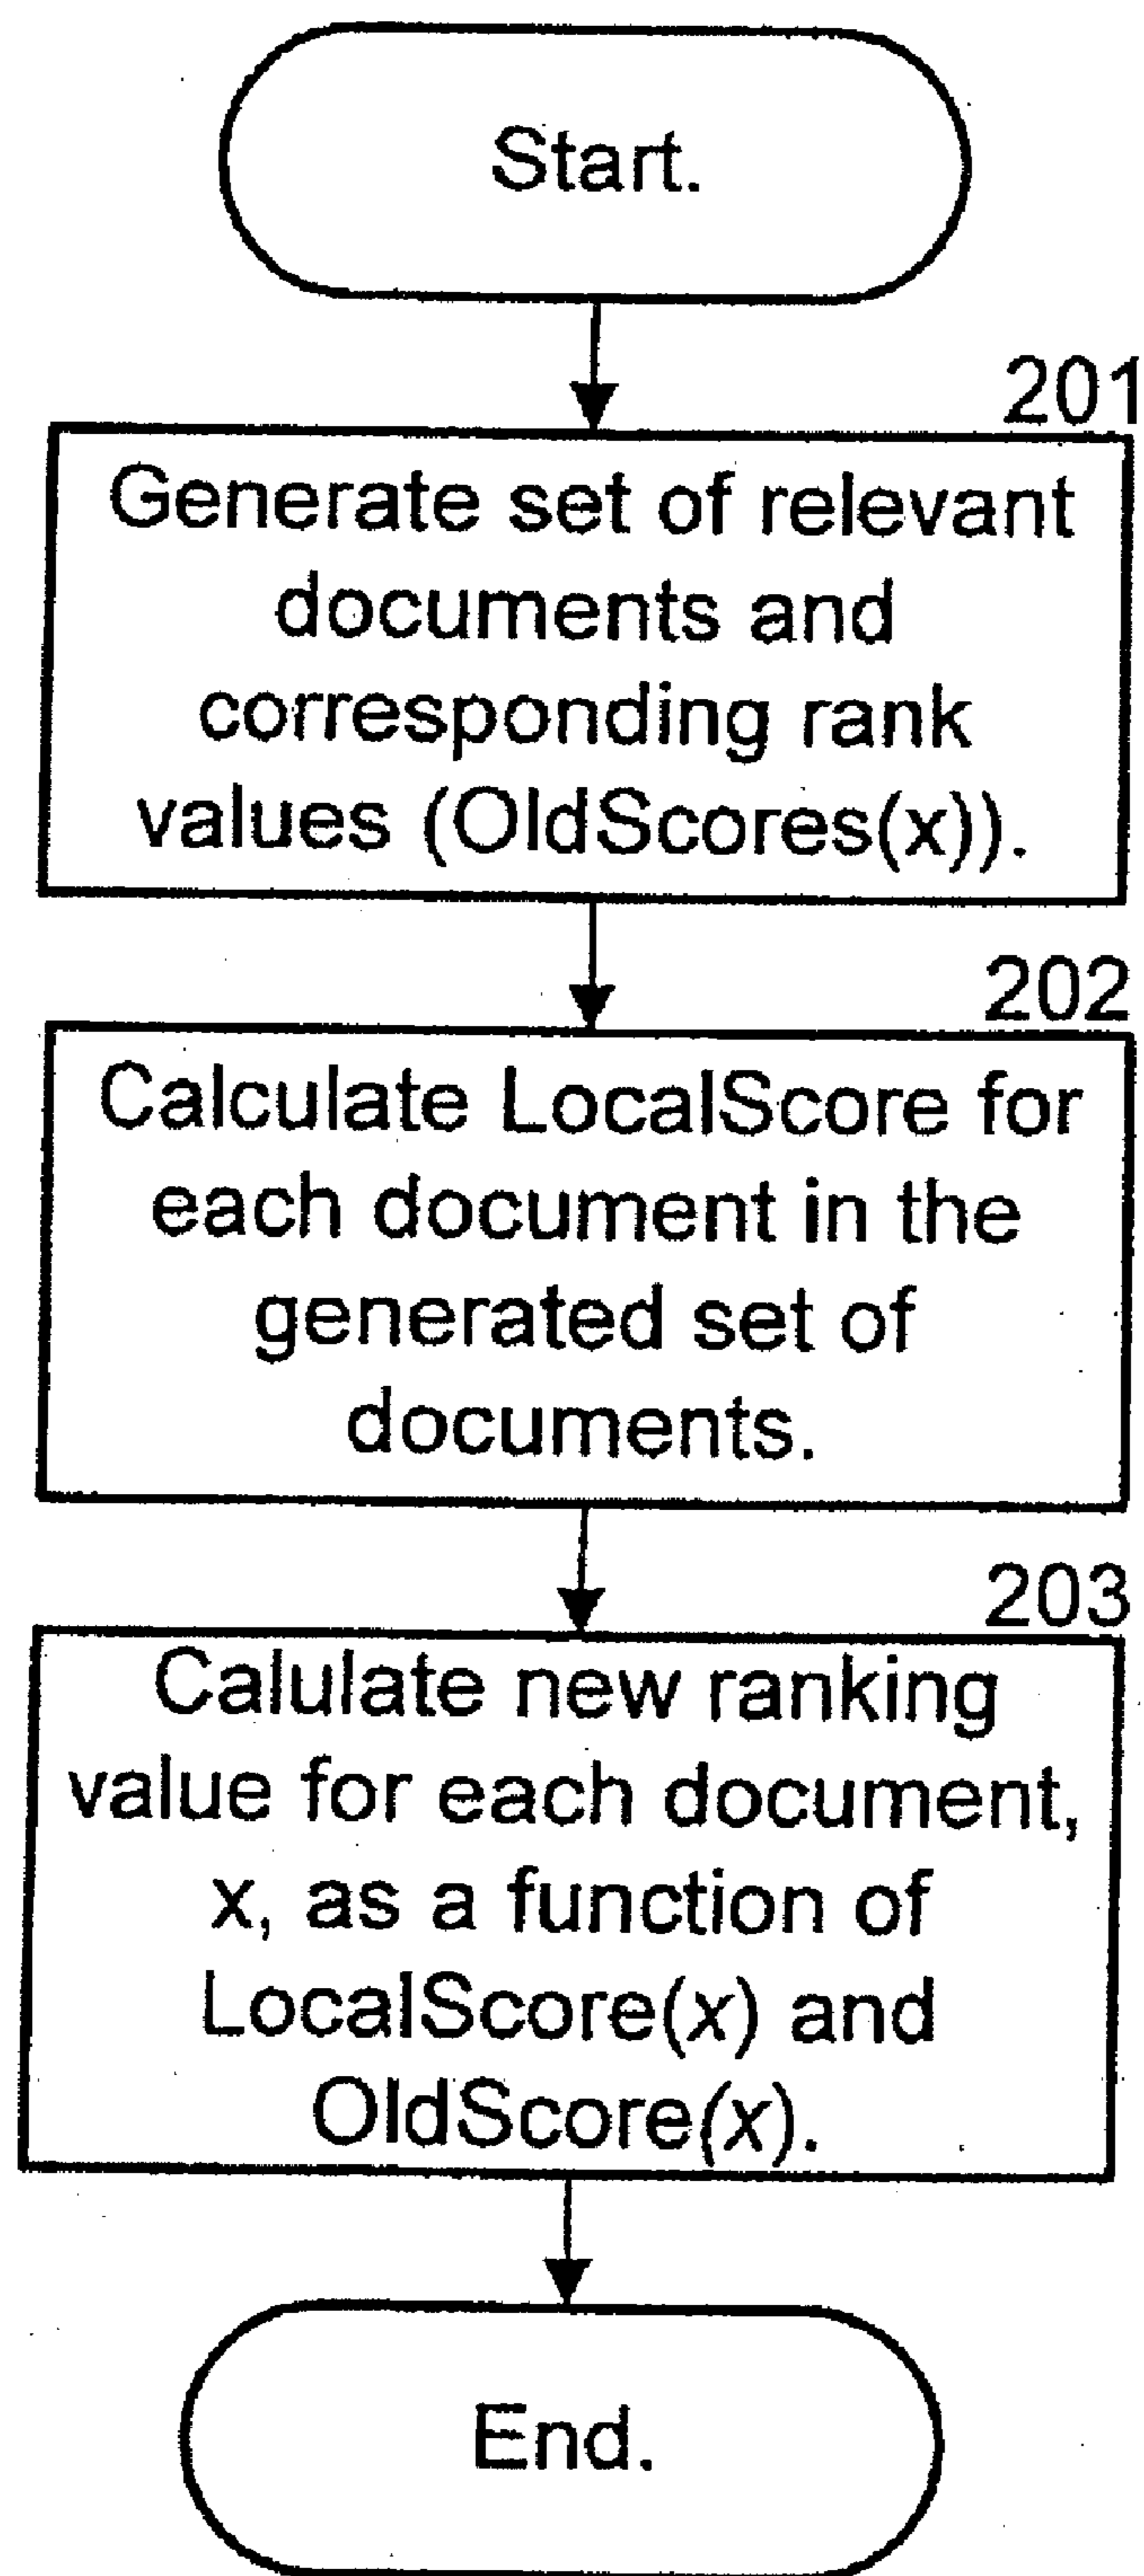 Start.
201
Generate set of relevant
documents and
corresponding rank
values (OldScores(x)).
202
Calculate LocalScore for
each document in the
generated set of
documents.
203
Calulate new ranking
value for each document,
x, as a function of
LocalScore(x) and
OldScore(x).
End.